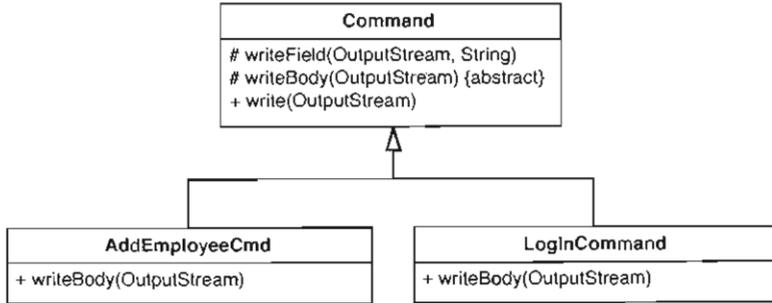 Command
# writeField(OutputStream, String)
# writeBody(OutputStream) {abstract}
+ write(OutputStream)
AddEmployeeCmd
+ writeBody(OutputStream)
LogInCommand
+ writeBody(OutputStream)